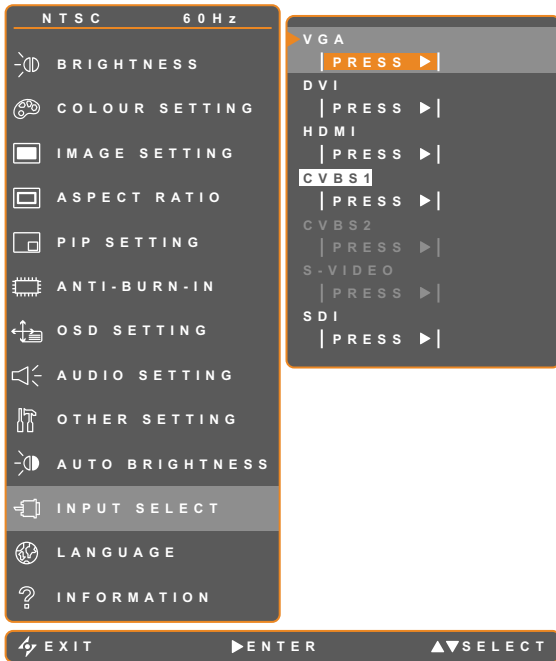 NTSC 60Hz
BRIGHTNESS
COLOUR SETTING
IMAGE SETTING
ASPECT RATIO
PIP SETTING
ANTI-BURN-IN
OSD SETTING
AUDIO SETTING
OTHER SETTING
AUTO BRIGHTNESS
INPUT SELECT
LANGUAGE
INFORMATION
VGA
PRESS
DVI
PRESS
HDMI
PRESS
CVBS1
PRESS
CVBS2
PRESS
S-VIDEO
PRESS
SDI
PRESS
EXIT ENTER SELECT